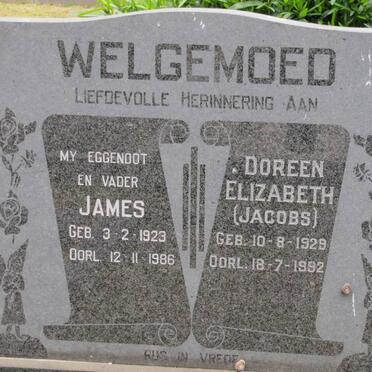 WELGEMOED
LIEFDEVOLLE HERINNERING AAN
MY EGGENOOT
EN VADER
JAMES
GEB. 3-2-1923
OORL. 12-11-1986
DOREEN
ELIZABETH
(JACOBS)
GEB. 10-8-1929
OORL. 18-7-1992
RUS IN VREDE